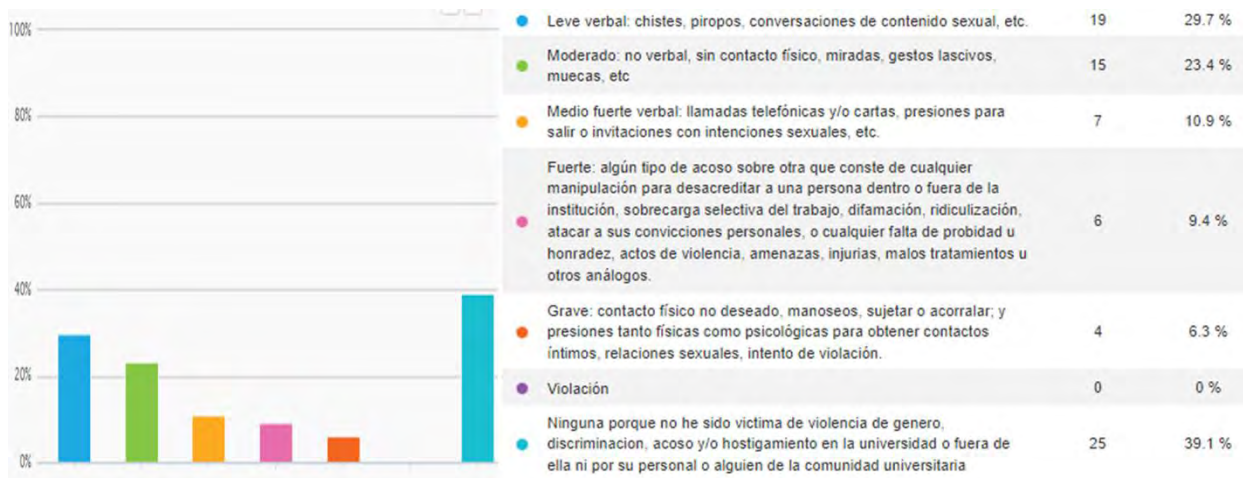 100%
80%
60%
40%
20%
0%
Leve verbal: chistes, piropos, conversaciones de contenido sexual, etc. 19 29.7 %
Moderado: no verbal, sin contacto físico, miradas, gestos lascivos,
muecas, etc 15 23.4 %
Medio fuerte verbal: llamadas telefónicas y/o cartas, presiones para
salir o invitaciones con intenciones sexuales, etc. 7 10.9 %
Fuerte: algún tipo de acoso sobre otra que conste de cualquier
manipulación para desacreditar a una persona dentro o fuera de la
institución, sobrecarga selectiva del trabajo, difamación, ridiculización,
atacar a sus convicciones personales, o cualquier falta de probidad u
honradez, actos de violencia, amenazas, injurias, malos tratamientos u
otros análogos. 6 9.4 %
Grave: contacto físico no deseado, manoseos, sujetar o acorralar; y
presiones tanto físicas como psicológicas para obtener contactos
íntimos, relaciones sexuales, intento de violación. 4 6.3 %
Violación 0 0 %
Ninguna porque no he sido victima de violencia de genero,
discriminacion, acoso y/o hostigamiento en la universidad o fuera de
ella ni por su personal o alguien de la comunidad universitaria 25 39.1 %